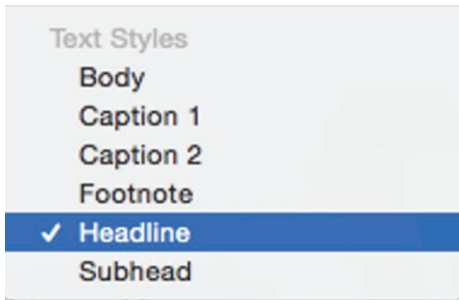 Text Styles
Body
Caption 1
Caption 2
Footnote
✓ Headline
Subhead